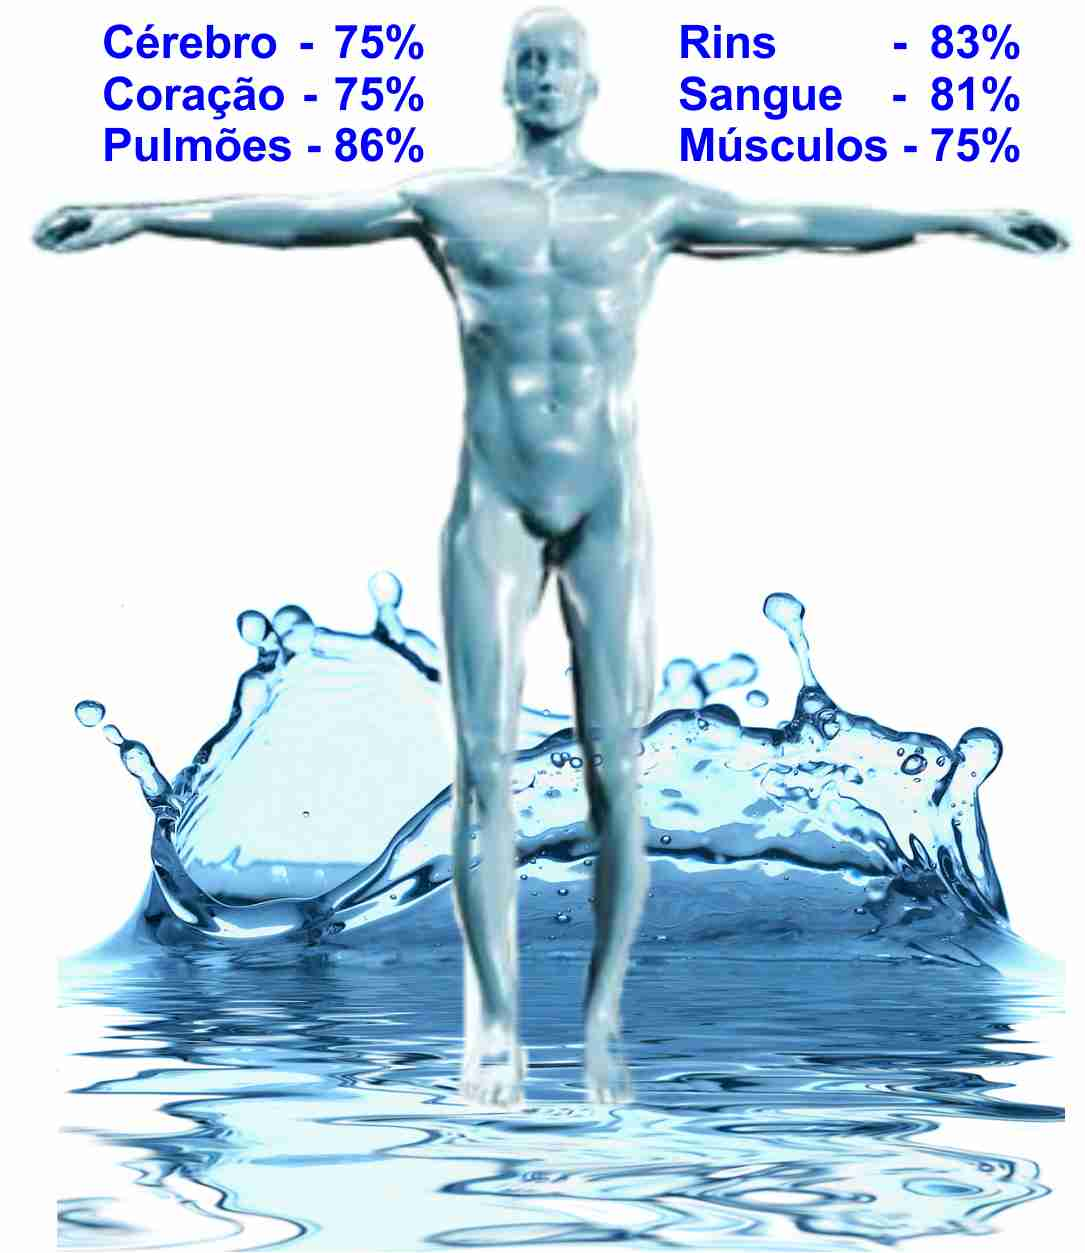 Cérebro - 75%
Coração - 75%
Pulmões - 86%
Rins - 83%
Sangue - 81%
Músculos - 75%